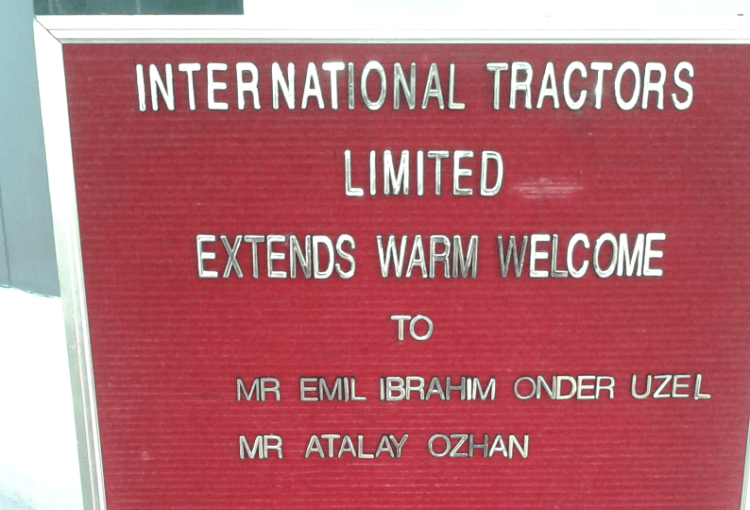 INTERNATIONAL TRACTORS
LIMITED
EXTENDS WARM WELCOME
TO
MR EMIL IBRAHIM ONDER UZEL
MR ATALAY OZHAN